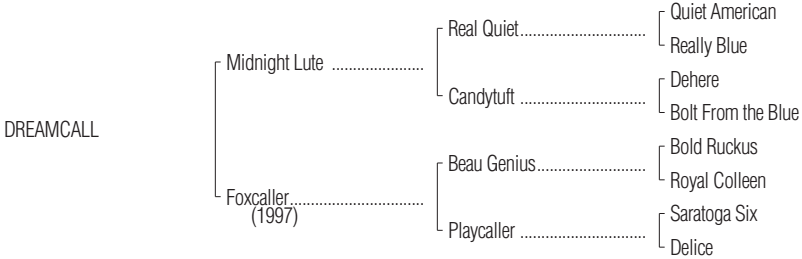 Quiet American
Real Quiet..............................
Really Blue
Midnight Lute ......................
Dehere
Candytuft ..............................
Bolt From the Blue
DREAMCALL
Bold Ruckus
Beau Genius..........................
Royal Colleen
Foxcaller................................
(1997)
Saratoga Six
Playcaller ..............................
Delice